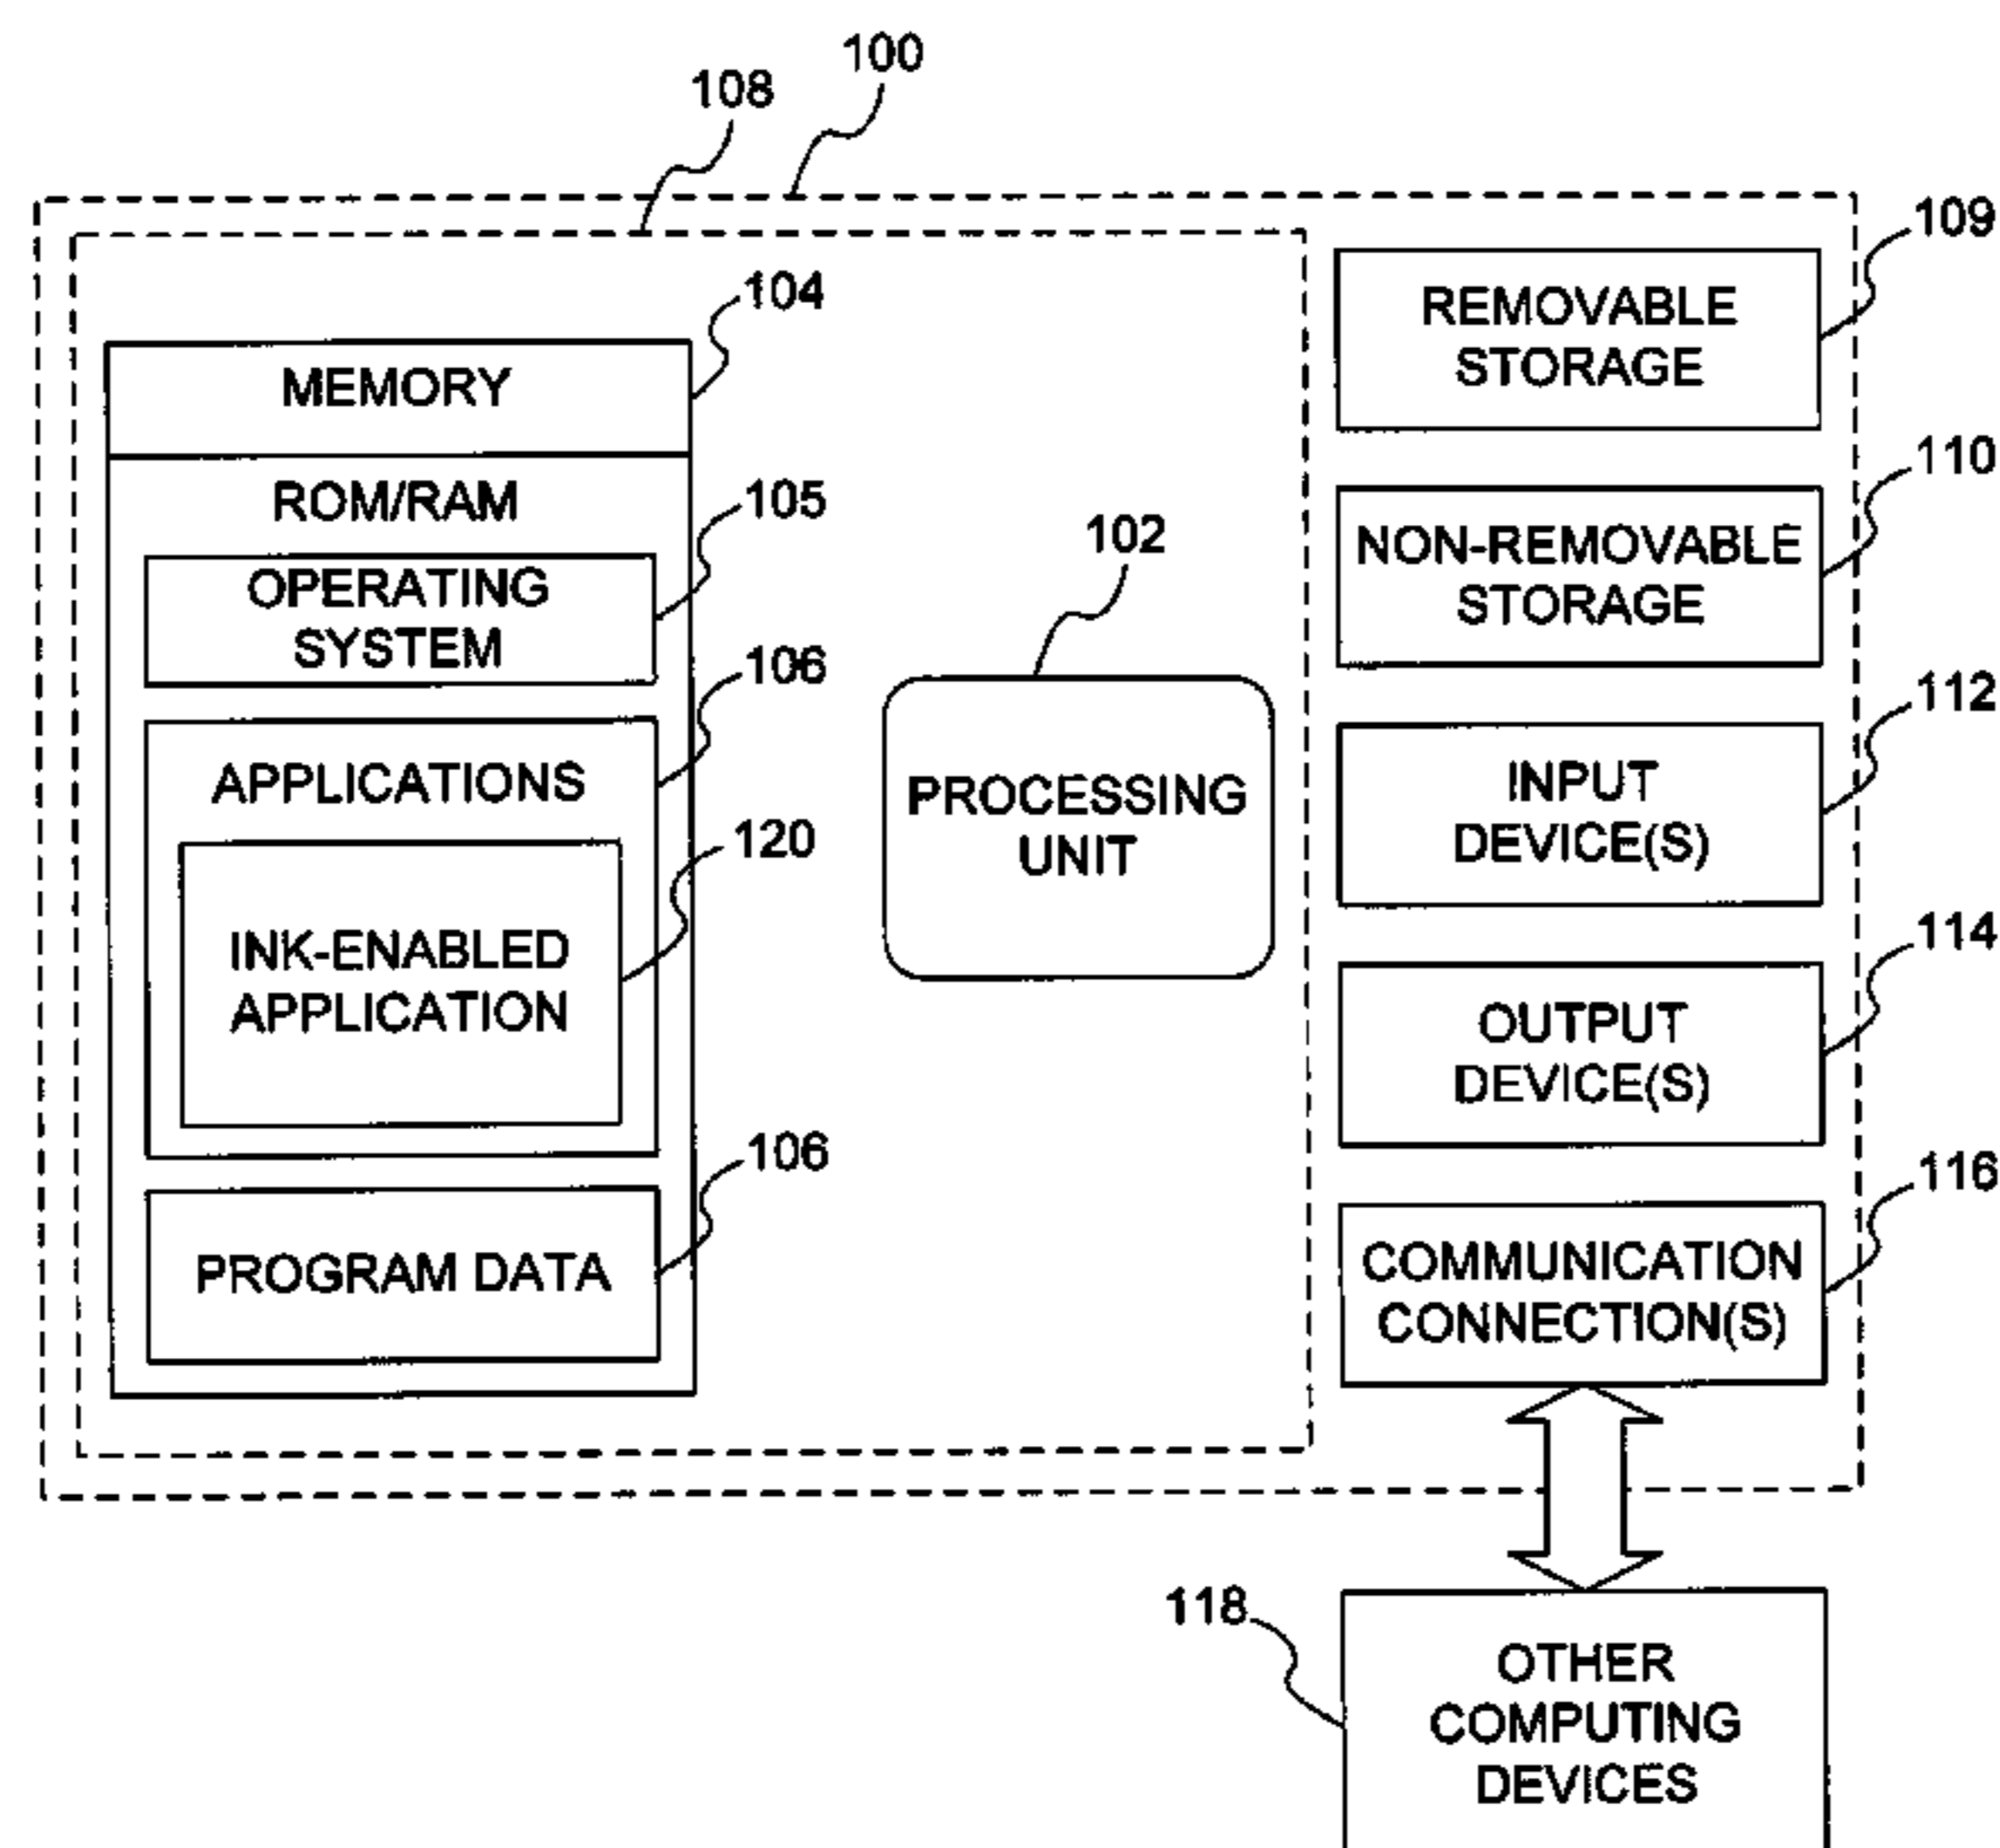 100
108
104
MEMORY
ROM/RAM
105
OPERATING
SYSTEM
106
APPLICATIONS
120
INK-ENABLED
APPLICATION
106
PROGRAM DATA
102
PROCESSING
UNIT
109
REMOVABLE
STORAGE
110
NON-REMOVABLE
STORAGE
112
INPUT
DEVICE(S)
114
OUTPUT
DEVICE(S)
116
COMMUNICATION
CONNECTION(S)
118
OTHER
COMPUTING
DEVICES